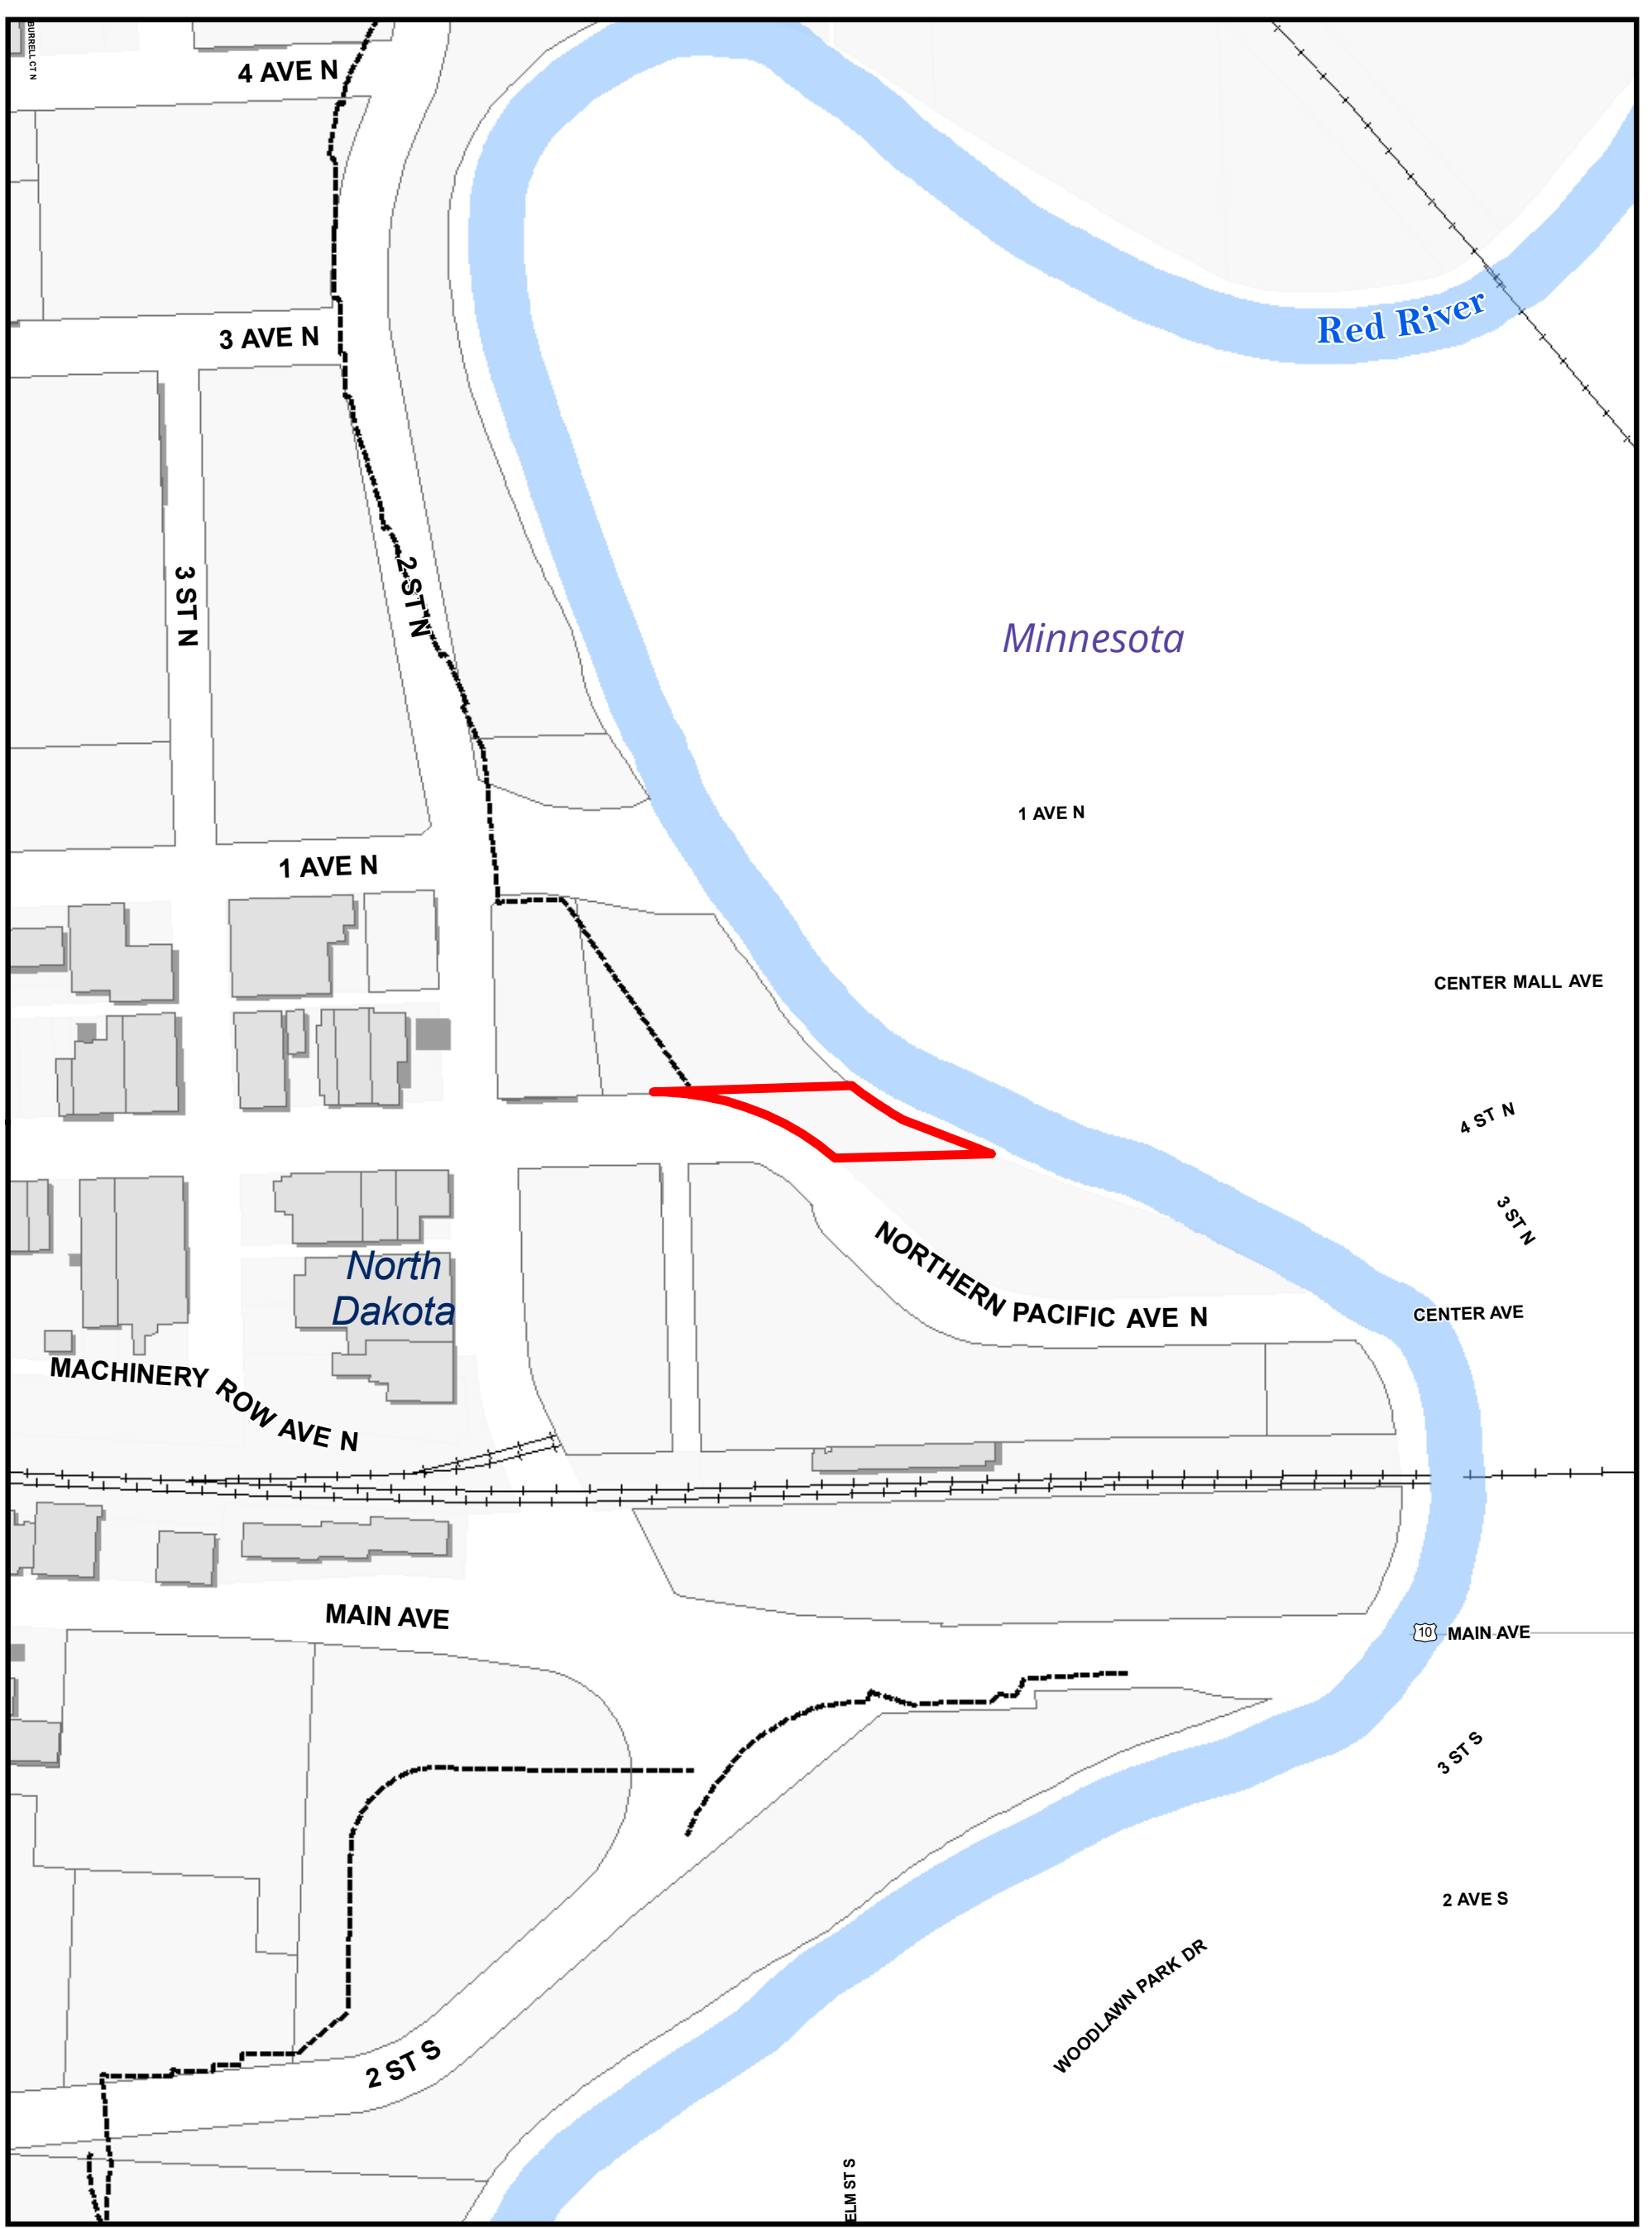 BURRELL CT N
4 AVE N
Red River
3 AVE N
3 ST N
2 ST N
Minnesota
1 AVE N
1 AVE N
CENTER MALL AVE
4 ST N
3 ST N
NORTHERN PACIFIC AVE N
North
Dakota
CENTER AVE
MACHINERY ROW AVE N
MAIN AVE
10
MAIN AVE
3 ST S
2 AVE S
WOODLAWN PARK DR
2 ST S
ELM ST S